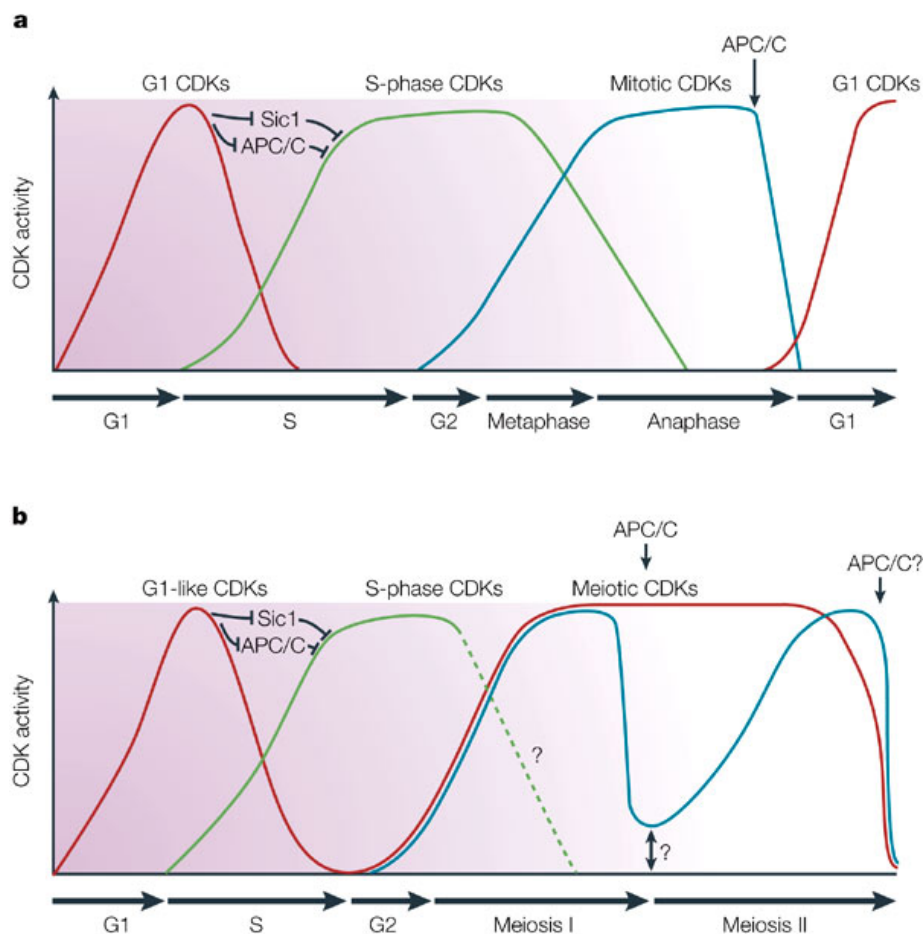 a
APC/C
G1 CDKs
S-phase CDKs
Mitotic CDKs
G1 CDKs
Sic1
APC/C
CDK activity
G1
S
G2
Metaphase
Anaphase
G1
b
APC/C
APC/C?
G1-like CDKs
S-phase CDKs
Meiotic CDKs
Sic1
APC/C
CDK activity
?
?
G1
S
G2
Meiosis I
Meiosis II